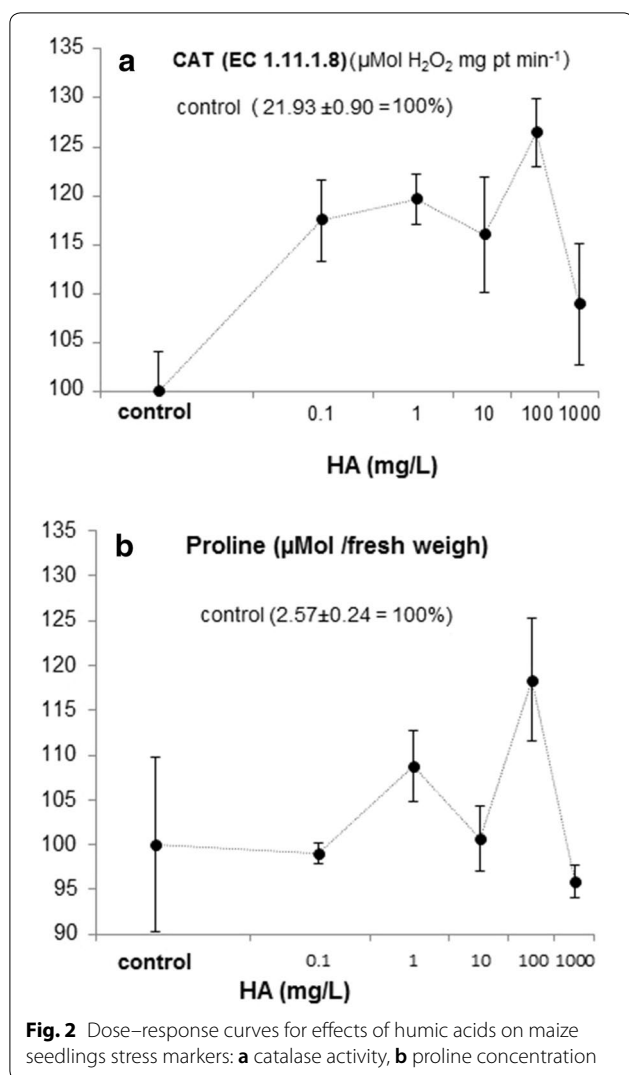 135
130
125
120
115
110
105
100
a CAT (EC 1.11.1.8)(µMol H₂O₂ mg pt min⁻¹)
control ( 21.93 ±0.90 =100%)
control 0.1 1 10 100 1000
HA (mg/L)
135
130
125
120
115
110
105
100
95
90
b Proline (µMol /fresh weigh)
control (2.57±0.24 = 100%)
control 0.1 1 10 100 1000
HA (mg/L)
Fig. 2 Dose–response curves for effects of humic acids on maize
seedlings stress markers: a catalase activity, b proline concentration